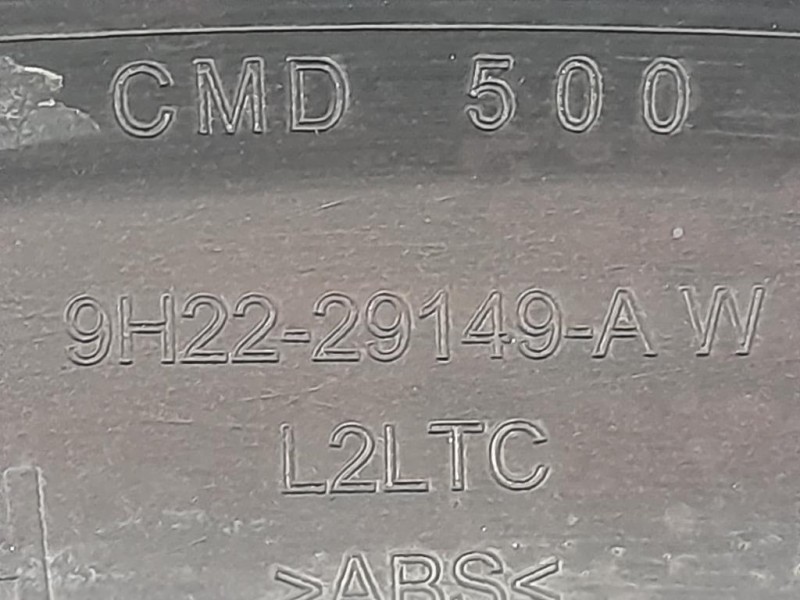 CMD 500
9H22-29149-A W
L2LTC
>ABS<